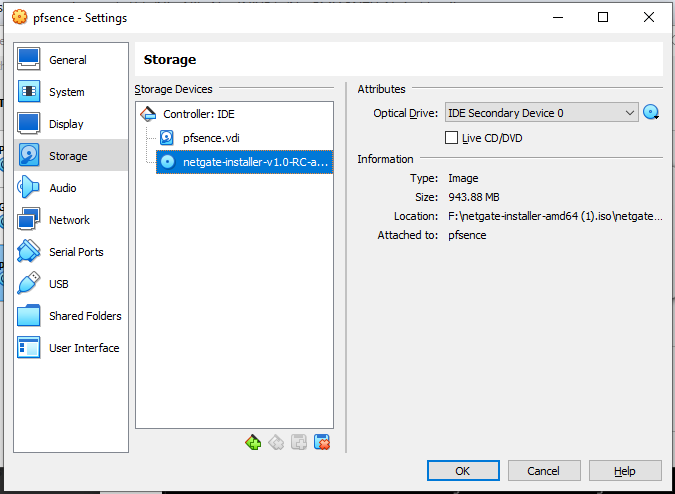 pfsence - Settings
General
System
Display
Storage
Audio
Network
Serial Ports
USB
Shared Folders
User Interface
Storage
Storage Devices
Controller: IDE
pfsence.vdi
netgate-installer-v1.0-RC-a...
Attributes
Optical Drive: IDE Secondary Device 0
Live CD/DVD
Information
Type: Image
Size: 943.88 MB
Location: F:\netgate-installer-amd64 (1).iso\netgate...
Attached to: pfsence
OK Cancel Help